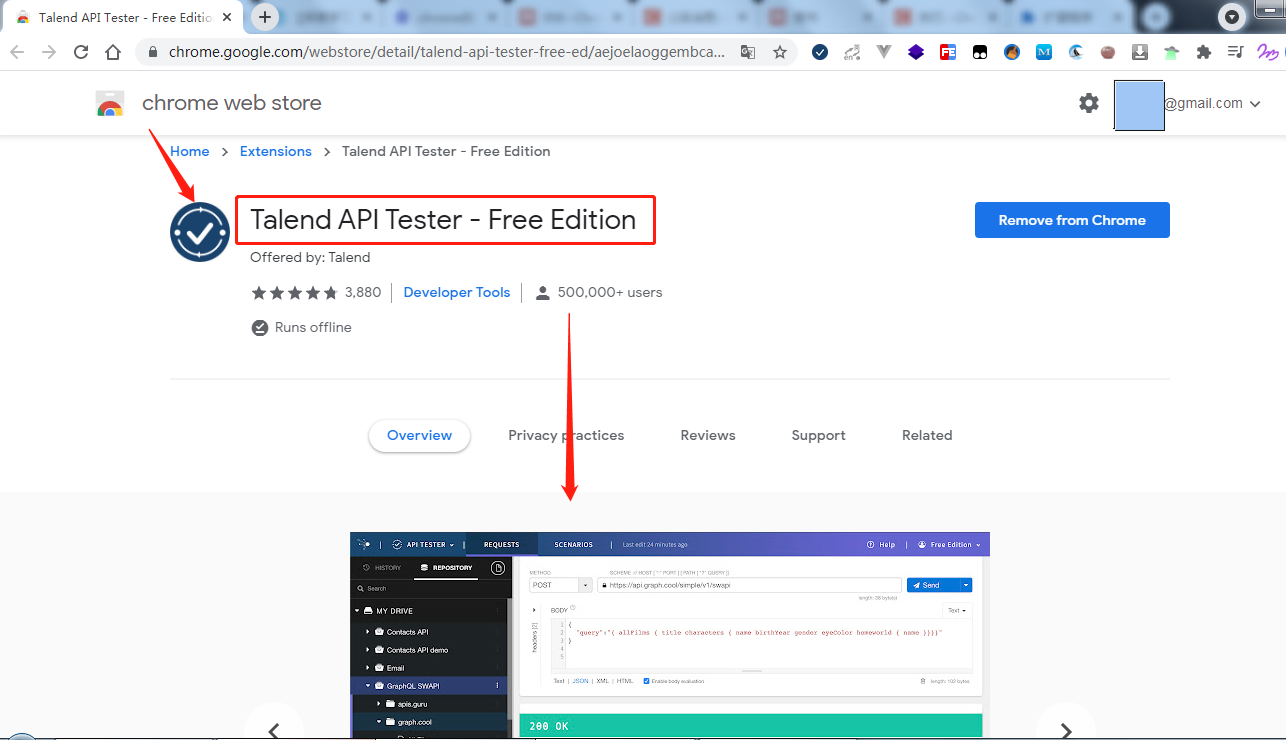 Talend API Tester - Free Editio
chrome.google.com/webstore/detail/talend-api-tester-free-ed/aejoelaoggembca...
chrome web store
@gmail.com
Home > Extensions > Talend API Tester - Free Edition
Talend API Tester - Free Edition
Remove from Chrome
Offered by: Talend
3,880 Developer Tools 500,000+ users
Runs offline
Overview Privacy practices Reviews Support Related
API TESTER REQUESTS SCENARIOS Last edit 24 minutes ago Help Free Edition
HISTORY REPOSITORY
METHOD SCHEME :// HOST [ ":" PORT ] [ PATH [ "?" QUERY ]]
POST https://api.graph.cool/simple/v1/swapi Send
Search
length: 38 byte(s)
MY DRIVE
BODY Text
Contacts API
1 {
2 "query":"{ allFilms { title characters { name birthYear gender eyeColor homeworld { name }}}}"
3 }
4
5
headers [2]
Contacts API demo
Email
GraphQL SWAPI
Text | JSON | XML | HTML Enable body evaluation length: 102 bytes
apis.guru
graph.cool
200 OK